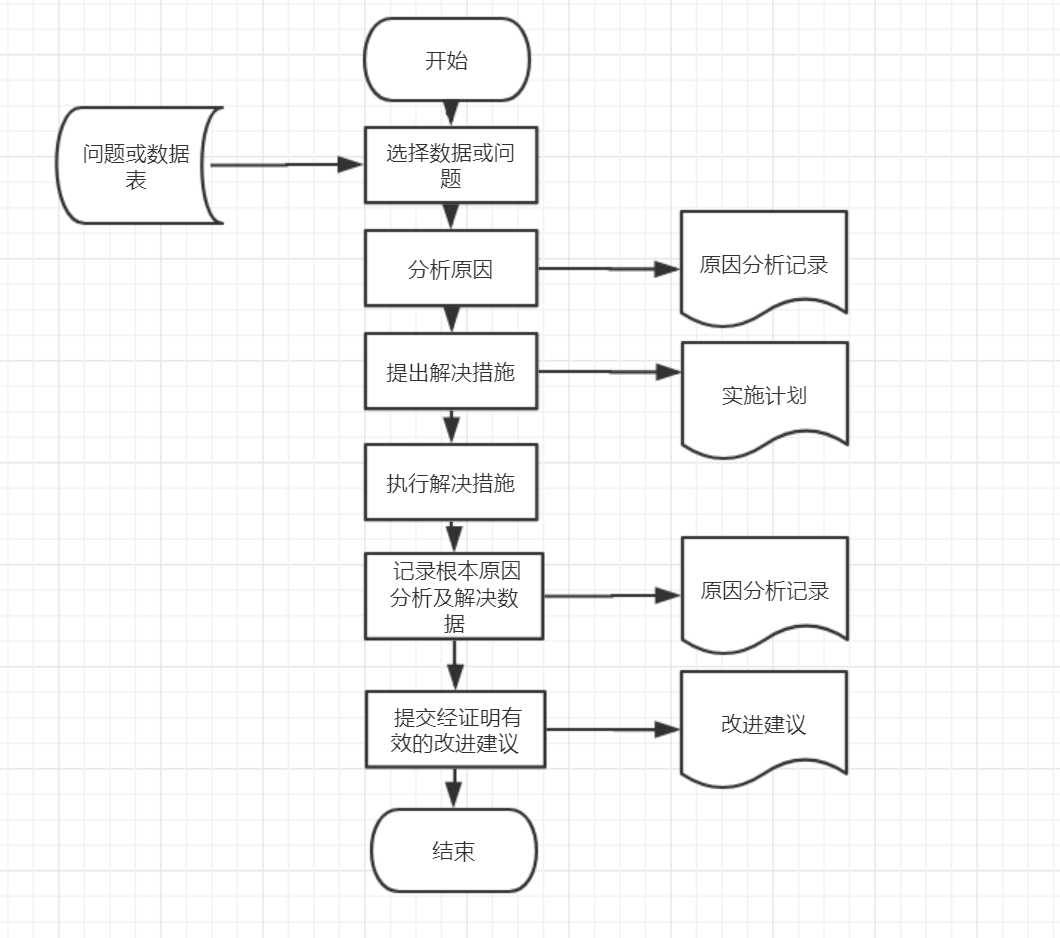 开始
问题或数据
表
选择数据或问
题
分析原因
原因分析记录
提出解决措施
实施计划
执行解决措施
记录根本原因
分析及解决数
据
原因分析记录
提交经证明有
效的改进建议
改进建议
结束